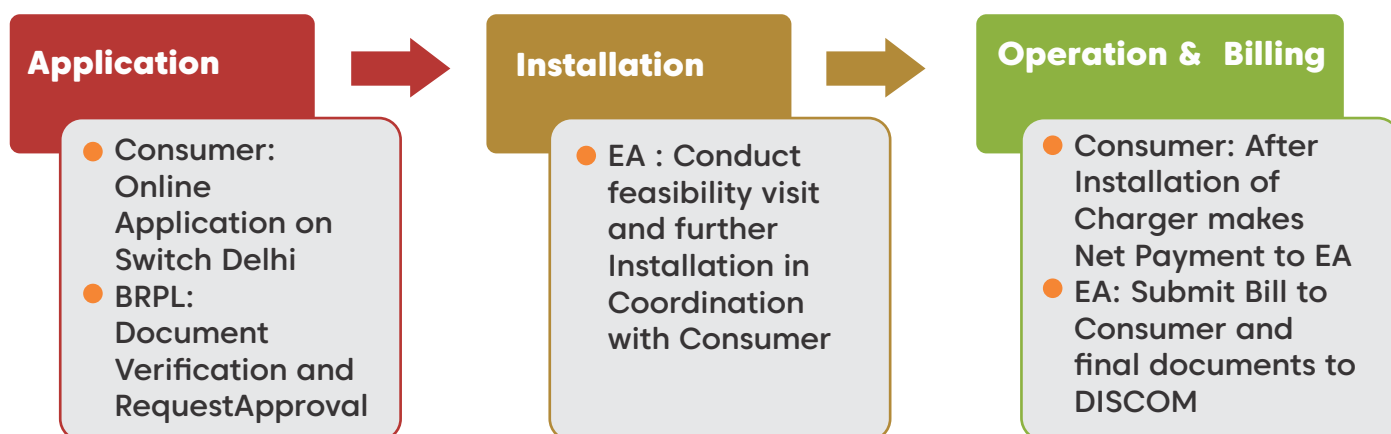 Application
Consumer:
Online
Application on
Switch Delhi
BRPL:
Document
Verification and
RequestApproval
Installation
EA : Conduct
feasibility visit
and further
Installation in
Coordination
with Consumer
Operation & Billing
Consumer: After
Installation of
Charger makes
Net Payment to EA
EA: Submit Bill to
Consumer and
final documents to
DISCOM